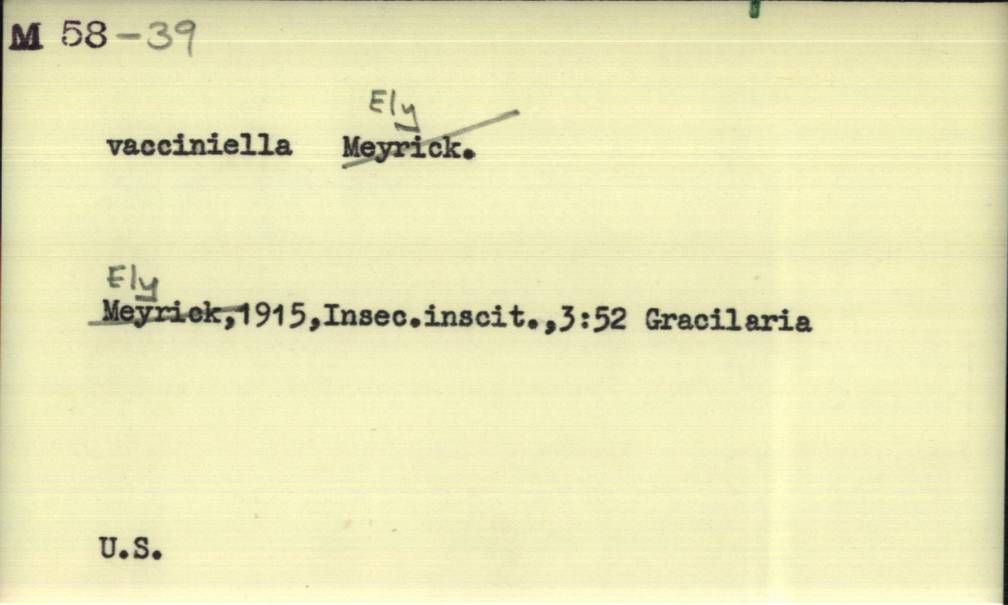 M 58-39
Ely
vacciniella Meyrick.
Ely
Meyrick,1915,Insec.inscit.,3:52 Gracilaria
U.S.